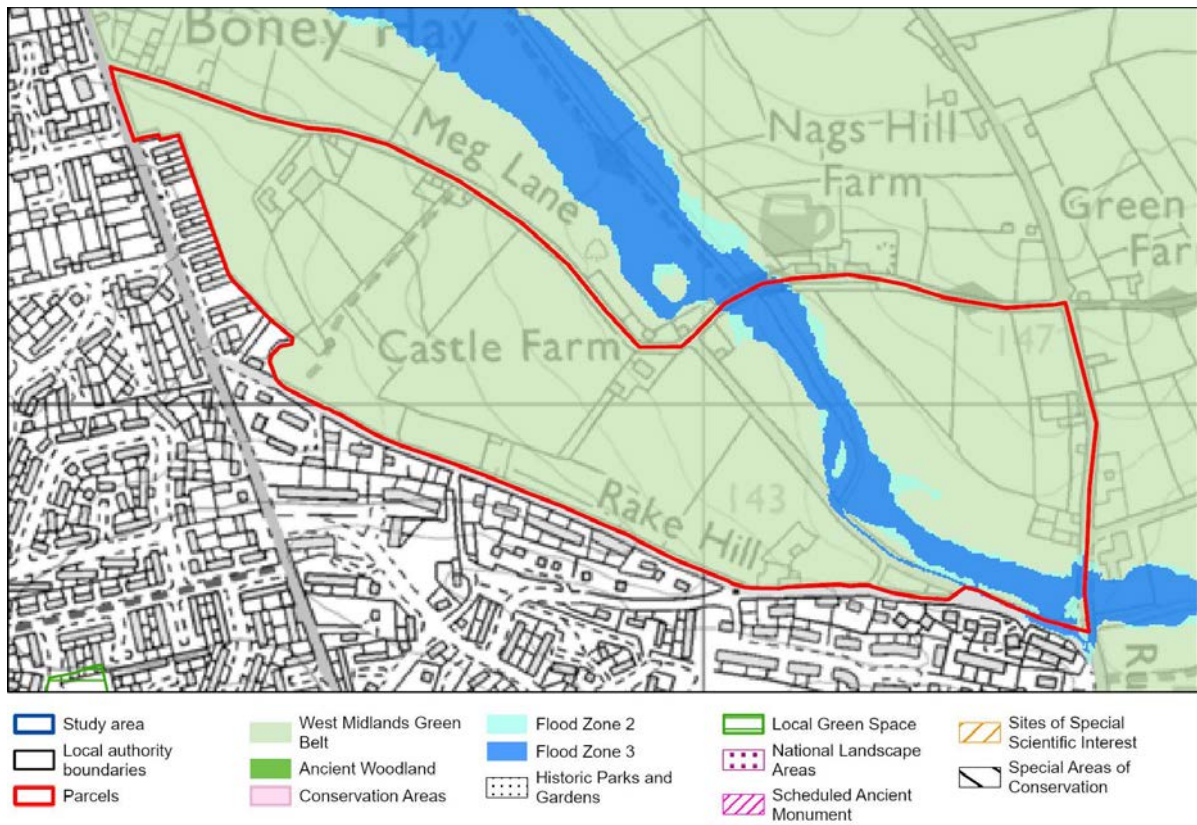 Boney Hay
Meg Lane
Nags Hill
Farm
Green
Far
Castle Farm
147
Rake Hill
143
Ru
Study area
Local authority
boundaries
Parcels
West Midlands Green
Belt
Ancient Woodland
Conservation Areas
Flood Zone 2
Flood Zone 3
Historic Parks and
Gardens
Local Green Space
National Landscape
Areas
Scheduled Ancient
Monument
Sites of Special
Scientific Interest
Special Areas of
Conservation